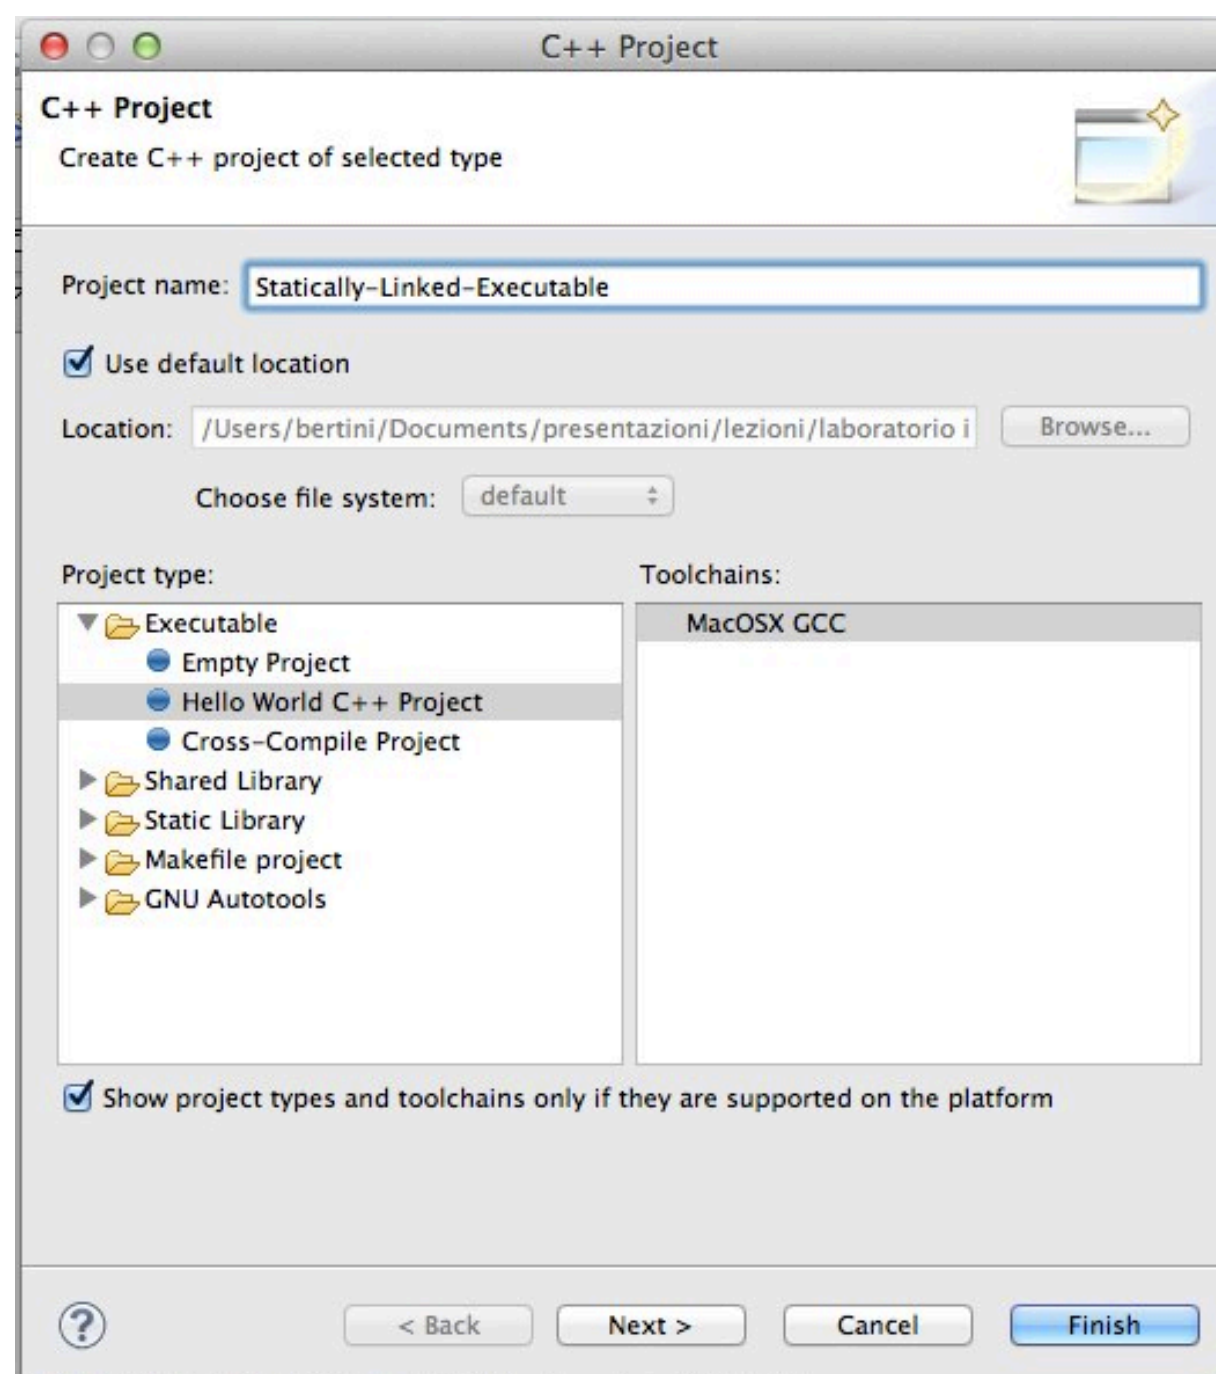 C++ Project
C++ Project
Create C++ project of selected type
Project name: Statically-Linked-Executable
Use default location
Location: /Users/bertini/Documents/presentazioni/lezioni/laboratorio i Browse...
Choose file system: default
Project type: Toolchains:
Executable MacOSX GCC
Empty Project
Hello World C++ Project
Cross-Compile Project
Shared Library
Static Library
Makefile project
GNU Autotools
Show project types and toolchains only if they are supported on the platform
? < Back Next > Cancel Finish